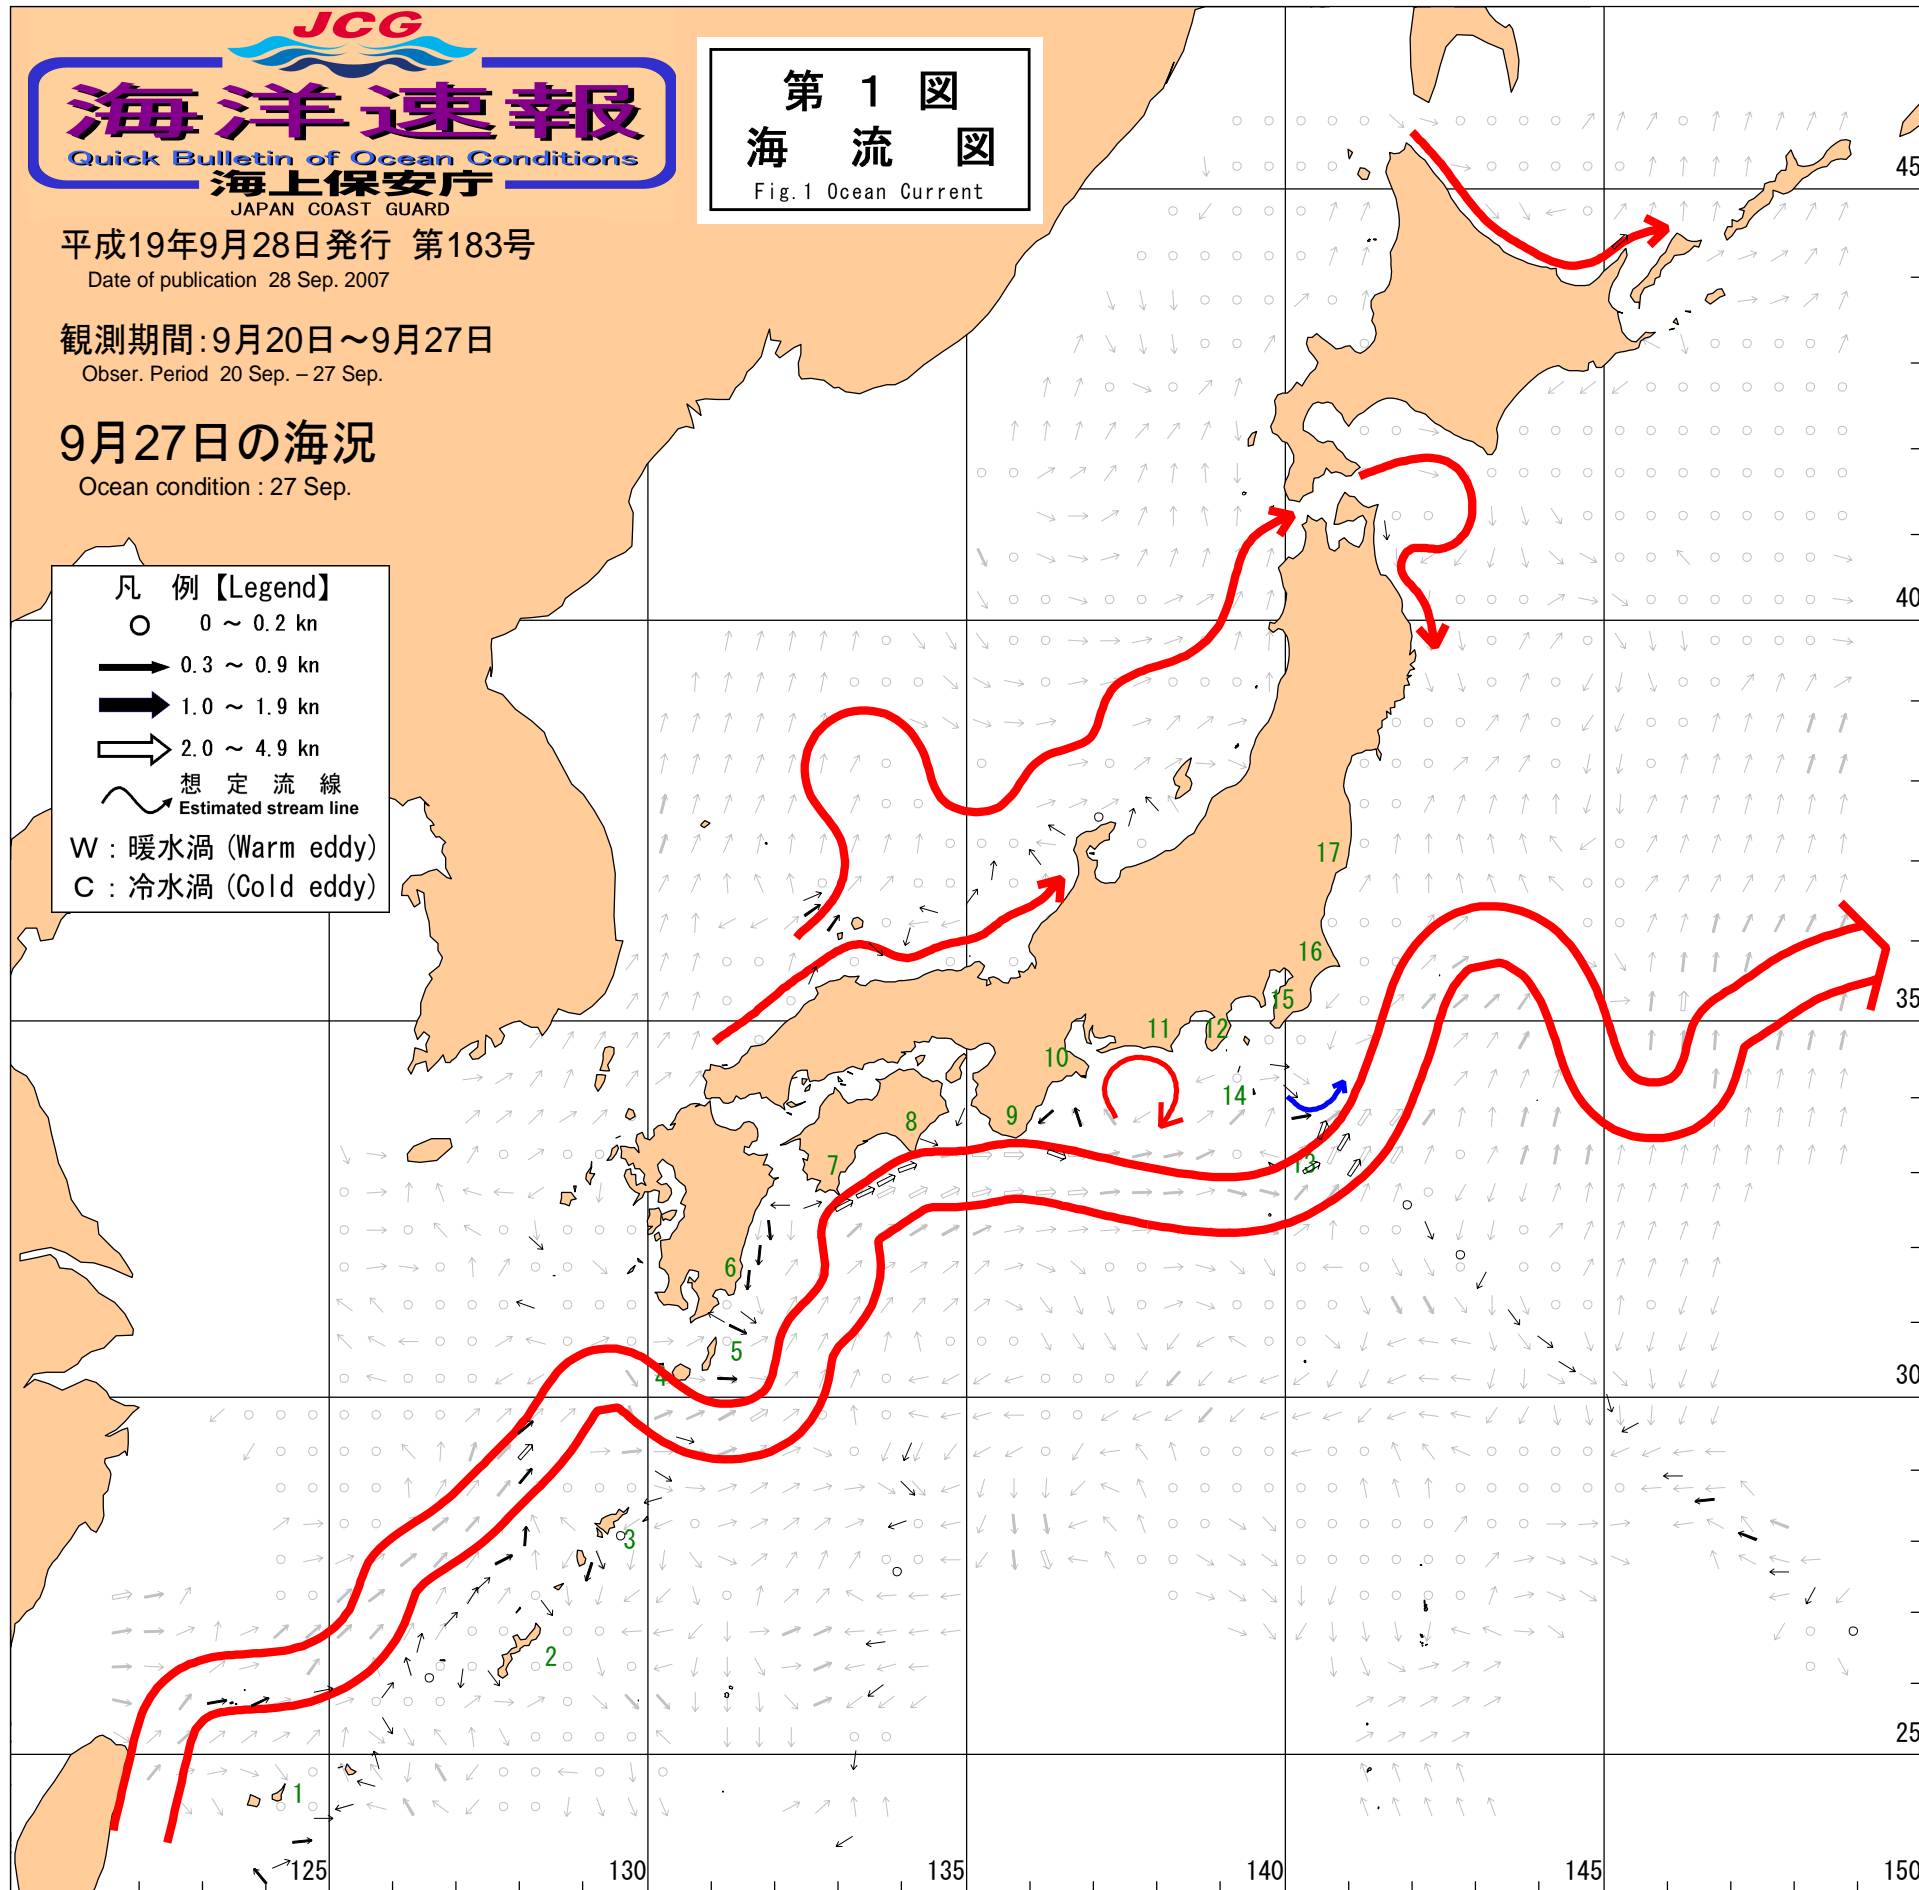 JCG
海洋速報
Quick Bulletin of Ocean Conditions
海上保安庁
JAPAN COAST GUARD
第 1 図
海 流 図
Fig.1 Ocean Current
平成19年9月28日発行 第183号
Date of publication 28 Sep. 2007
観測期間:9月20日～9月27日
Obser. Period 20 Sep. – 27 Sep.
9月27日の海況
Ocean condition : 27 Sep.
凡 例【Legend】
0 ～ 0.2 kn
0.3 ～ 0.9 kn
1.0 ～ 1.9 kn
2.0 ～ 4.9 kn
想 定 流 線
Estimated stream line
W : 暖水渦 (Warm eddy)
C : 冷水渦 (Cold eddy)
45
40
17
16
15
35
12
11
10
14
9
8
7
13
6
5
4
30
3
2
25
1
125
130
135
140
145
150